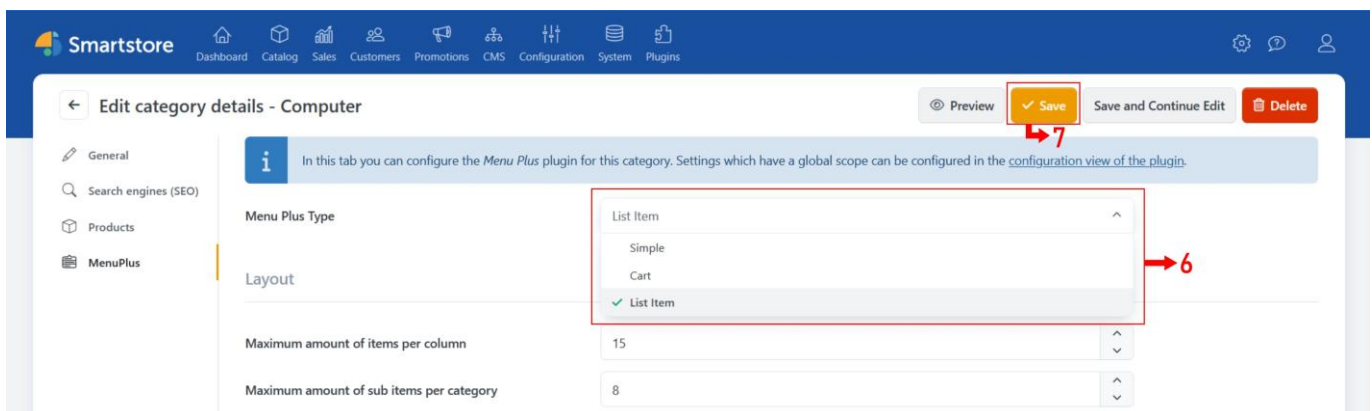 Smartstore
Dashboard Catalog Sales Customers Promotions CMS Configuration System Plugins
Edit category details - Computer
Preview Save Save and Continue Edit Delete
7
General
i In this tab you can configure the Menu Plus plugin for this category. Settings which have a global scope can be configured in the configuration view of the plugin.
Search engines (SEO)
Menu Plus Type List Item
Products
Simple
MenuPlus
6
Cart
Layout
List Item
Maximum amount of items per column 15
Maximum amount of sub items per category 8